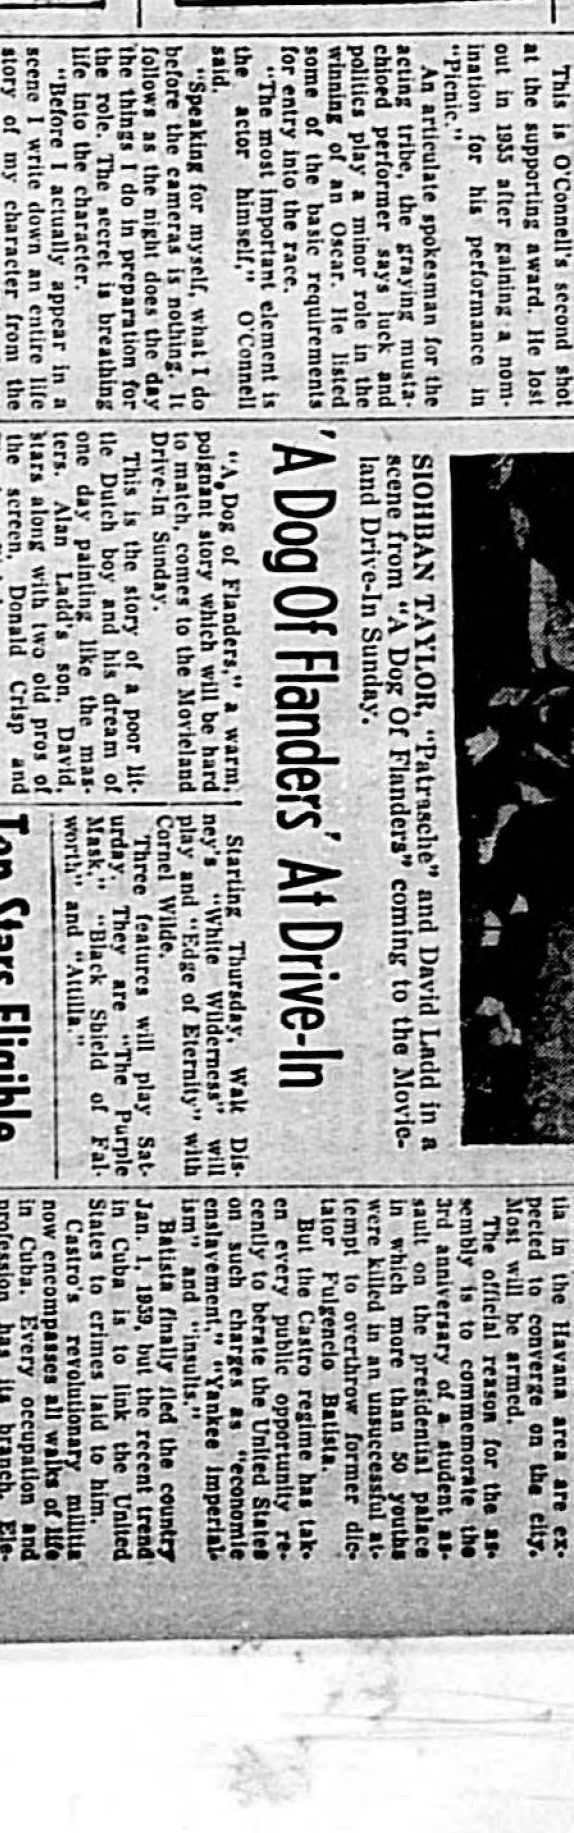 This is O'Connell's second shot
at the supporting award. He lost
out in 1955 after gaining a nom-
ination for his performance in
"Picnic."
An articulate spokesman for the
acting tribe, the graying musta-
chioed performer says luck and
politics play a minor role in the
winning of an Oscar. He listed
some of the basic requirements
for entry into the race.
"The most important element is
the actor himself," O'Connell
said.
"Speaking for myself, what I do
before the cameras is nothing. It
follows as the night does the day
the things I do in preparation for
the role. The secret is breathing
life into the character.
"Before I actually appear in a
scene I write down an entire life
story of my character from the
SIOHBAN TAYLOR, "Patrasche" and David Ladd in a
scene from "A Dog Of Flanders" coming to the Movie-
land Drive-In Sunday.
'A Dog Of Flanders' At Drive-In
"A Dog of Flanders," a warm,
poignant story which will be hard
to match, comes to the Movieland
Drive-In Sunday.
This is the story of a poor lit-
tle Dutch boy and his dream of
one day painting like the mas-
ters. Alan Ladd's son, David,
stars along with two old pros of
the screen, Donald Crisp and
Starting Thursday, Walt Dis-
ney's "White Wilderness" will
play and "Edge of Eternity" with
Cornel Wilde.
Three features will play Sat-
urday. They are "The Purple
Mask," "Black Shield of Fal-
worth" and "Attilla."
Ten Stars Eligible
lia in the Havana area are ex-
pected to converge on the city.
Most will be armed.
The official reason for the as-
sembly is to commemorate the
3rd anniversary of a student as-
sault on the presidential palace
in which more than 50 youths
were killed in an unsuccessful at-
tempt to overthrow former dic-
tator Fulgencio Batista.
But the Castro regime has tak-
en every public opportunity re-
cently to berate the United States
on such charges as "economic
enslavement," "Yankee imperial-
ism" and "insults."
Batista finally fled the country
Jan. 1, 1959, but the recent trend
in Cuba is to link the United
States to crimes laid to him.
Castro's revolutionary militia
now encompasses all walks of life
in Cuba. Every occupation and
profession has its branch. Ele-